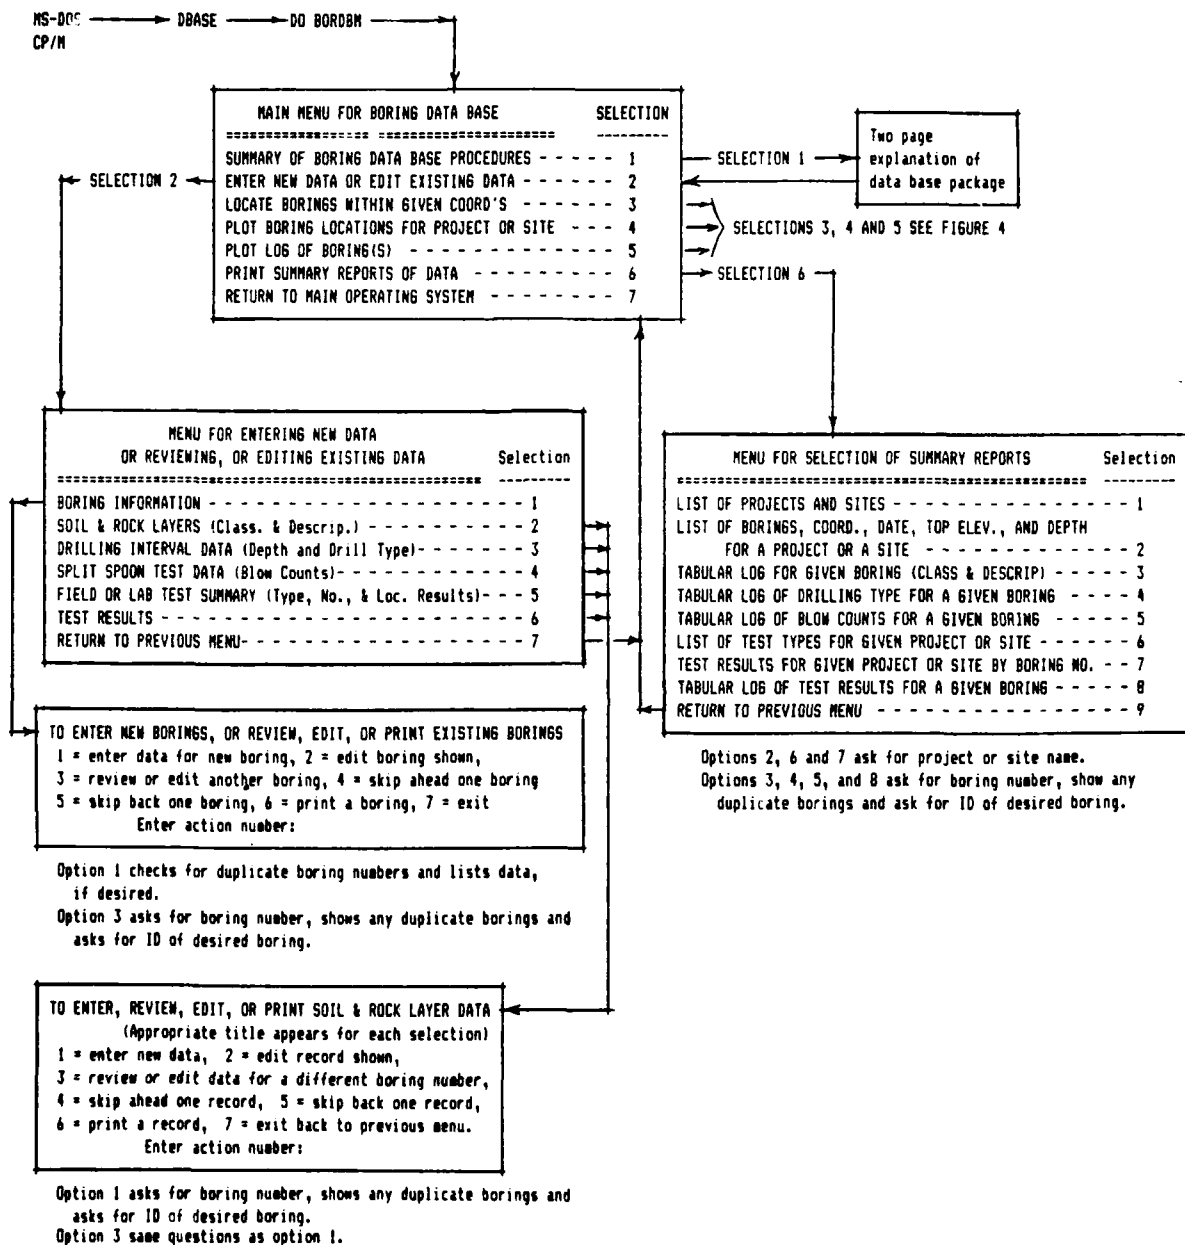 MS-DOS DBASE DO BORDBM
CP/M
MAIN MENU FOR BORING DATA BASE SELECTION
================== ====================== ----------
SUMMARY OF BORING DATA BASE PROCEDURES - - - - - 1
ENTER NEW DATA OR EDIT EXISTING DATA - - - - - - 2
LOCATE BORINGS WITHIN GIVEN COORD'S - - - - - - - 3
PLOT BORING LOCATIONS FOR PROJECT OR SITE - - - - 4
PLOT LOG OF BORING(S) - - - - - - - - - - - - - - 5
PRINT SUMMARY REPORTS OF DATA - - - - - - - - - 6
RETURN TO MAIN OPERATING SYSTEM - - - - - - - - 7
SELECTION 1
Two page
explanation of
data base package
SELECTION 2
SELECTIONS 3, 4 AND 5 SEE FIGURE 4
SELECTION 6
MENU FOR ENTERING NEW DATA
OR REVIEWING, OR EDITING EXISTING DATA Selection
============================================= ----------
BORING INFORMATION - - - - - - - - - - - - - - - - - 1
SOIL & ROCK LAYERS (Class. & Descrip.) - - - - - - - 2
DRILLING INTERVAL DATA (Depth and Drill Type)- - - - 3
SPLIT SPOON TEST DATA (Blow Counts)- - - - - - - - - 4
FIELD OR LAB TEST SUMMARY (Type, No., & Loc. Results)- - - 5
TEST RESULTS - - - - - - - - - - - - - - - - - - - - 6
RETURN TO PREVIOUS MENU- - - - - - - - - - - - - - - 7
MENU FOR SELECTION OF SUMMARY REPORTS Selection
=========================================== ----------
LIST OF PROJECTS AND SITES - - - - - - - - - - - - - 1
LIST OF BORINGS, COORD., DATE, TOP ELEV., AND DEPTH
FOR A PROJECT OR A SITE - - - - - - - - - - - - 2
TABULAR LOG FOR GIVEN BORING (CLASS & DESCRIP) - - - - 3
TABULAR LOG OF DRILLING TYPE FOR A GIVEN BORING - - - - 4
TABULAR LOG OF BLOW COUNTS FOR A GIVEN BORING - - - - - 5
LIST OF TEST TYPES FOR GIVEN PROJECT OR SITE - - - - - 6
TEST RESULTS FOR GIVEN PROJECT OR SITE BY BORING NO. - - 7
TABULAR LOG OF TEST RESULTS FOR A GIVEN BORING - - - - - 8
RETURN TO PREVIOUS MENU - - - - - - - - - - - - - - - 9
Options 2, 6 and 7 ask for project or site name.
Options 3, 4, 5, and 8 ask for boring number, show any
duplicate borings and ask for ID of desired boring.
TO ENTER NEW BORINGS, OR REVIEW, EDIT, OR PRINT EXISTING BORINGS
1 = enter data for new boring, 2 = edit boring shown,
3 = review or edit another boring, 4 = skip ahead one boring
5 = skip back one boring, 6 = print a boring, 7 = exit
Enter action number:
Option 1 checks for duplicate boring numbers and lists data,
if desired.
Option 3 asks for boring number, shows any duplicate borings and
asks for ID of desired boring.
TO ENTER, REVIEW, EDIT, OR PRINT SOIL & ROCK LAYER DATA
(Appropriate title appears for each selection)
1 = enter new data, 2 = edit record shown,
3 = review or edit data for a different boring number,
4 = skip ahead one record, 5 = skip back one record,
6 = print a record, 7 = exit back to previous menu.
Enter action number:
Option 1 asks for boring number, shows any duplicate borings and
asks for ID of desired boring.
Option 3 same questions as option 1.